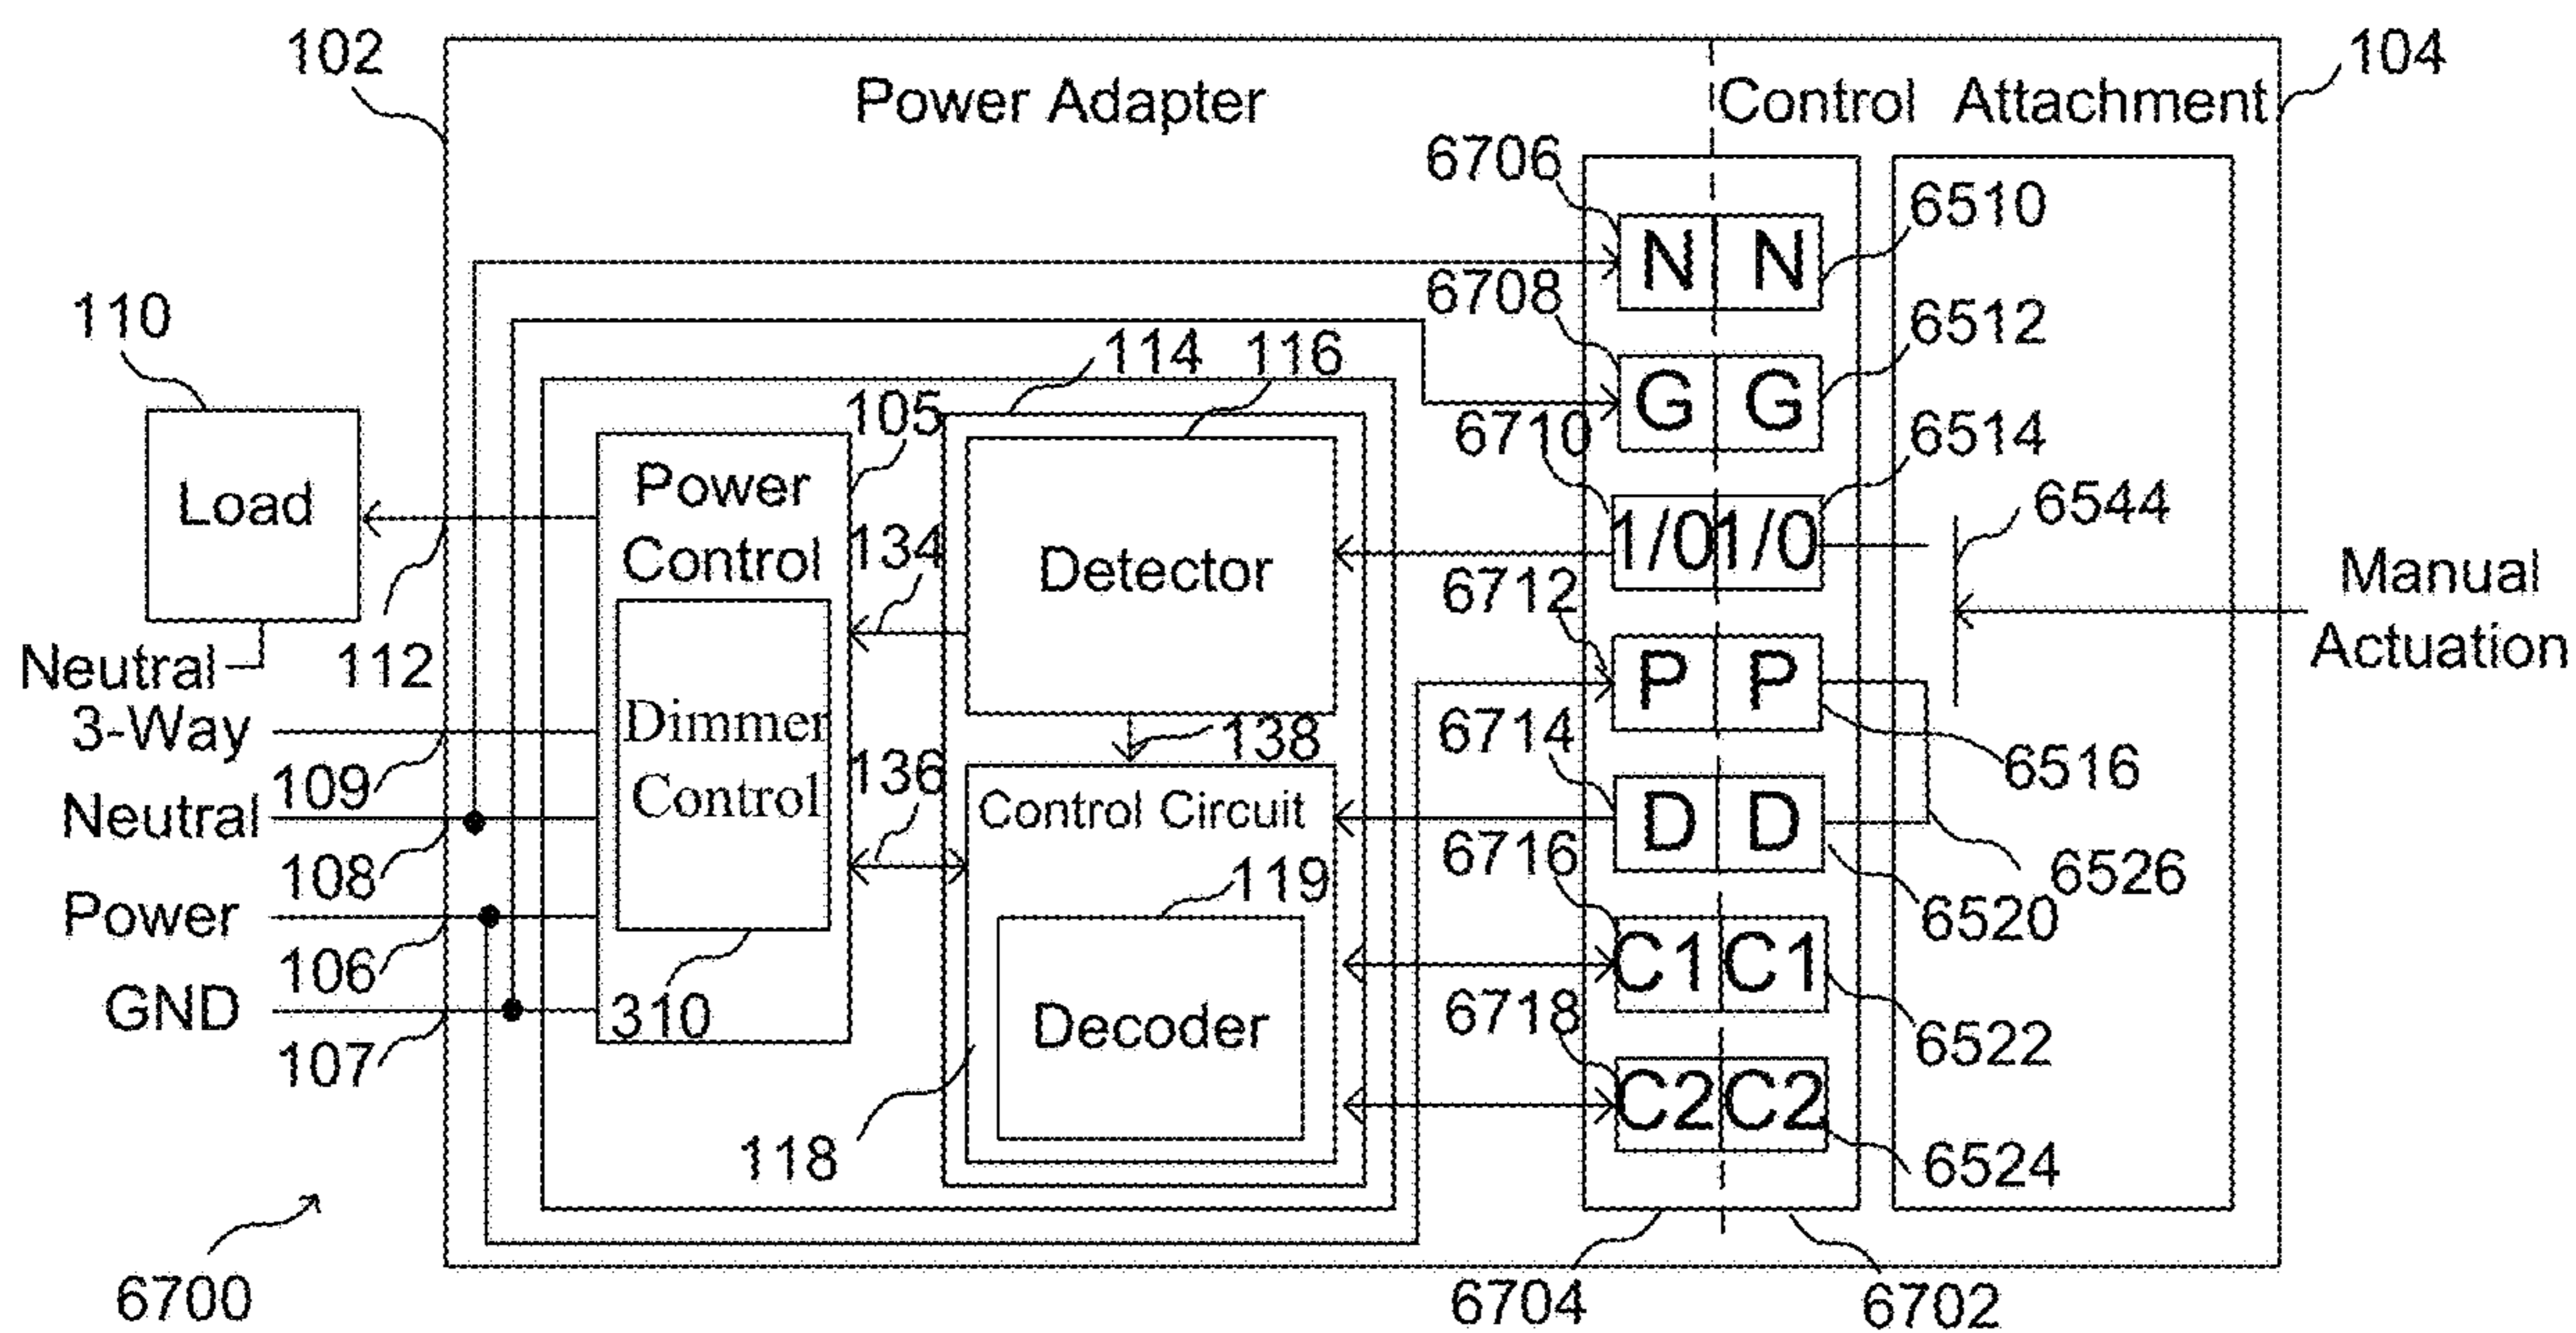 102
104
Power Adapter
Control Attachment
6706
N N
6510
6708
110
6512
114
116
G G
105
6710
6514
Power
Control
Load
1/0 1/0
6544
134
Detector
6712
Manual
Actuation
Neutral
112
P P
3-Way
Dimmer
Control
138
6714
6516
109
136
Neutral
Control Circuit
D D
6716
119
6526
108
6520
Power
106
C1 C1
GND
310
Decoder
6718
6522
107
C2 C2
118
6524
6700
6704
6702